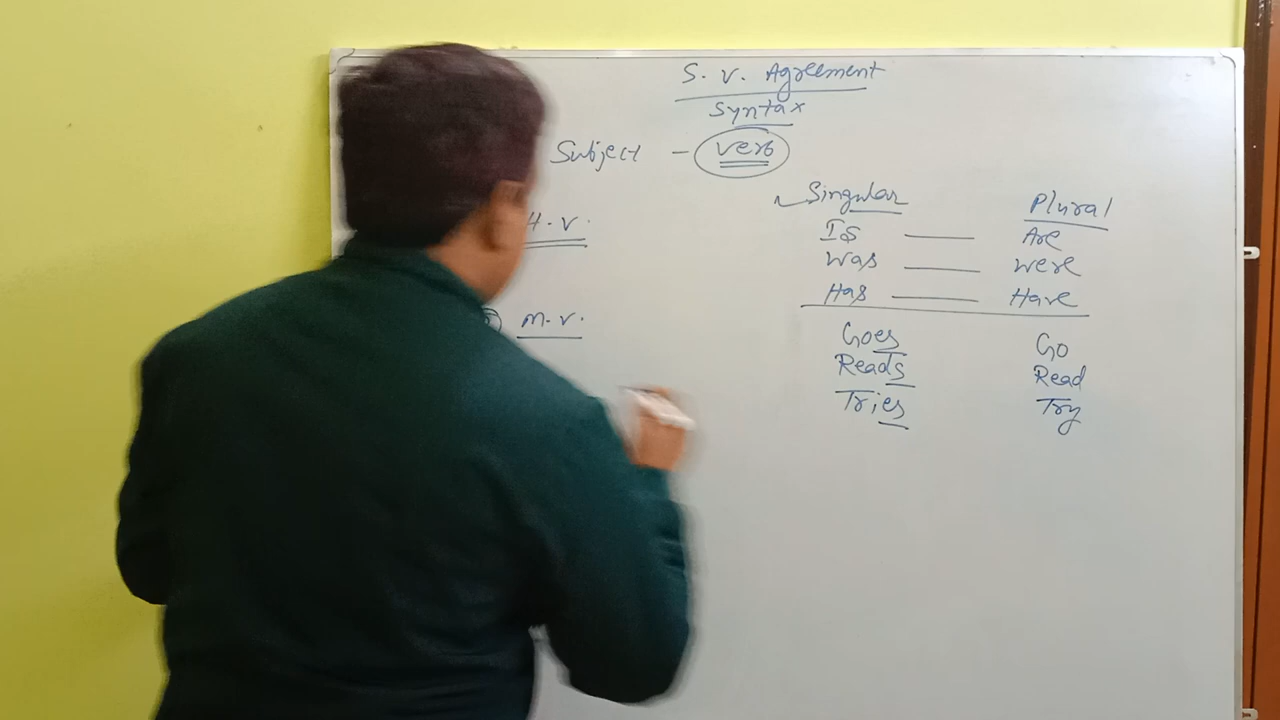 S. V. Agreement
Syntax
Subject - Verb
Singular Plural
H.V.
Is — Are
Was — Were
Has — Have
M.V.
Goes Go
Reads Read
Tries Try